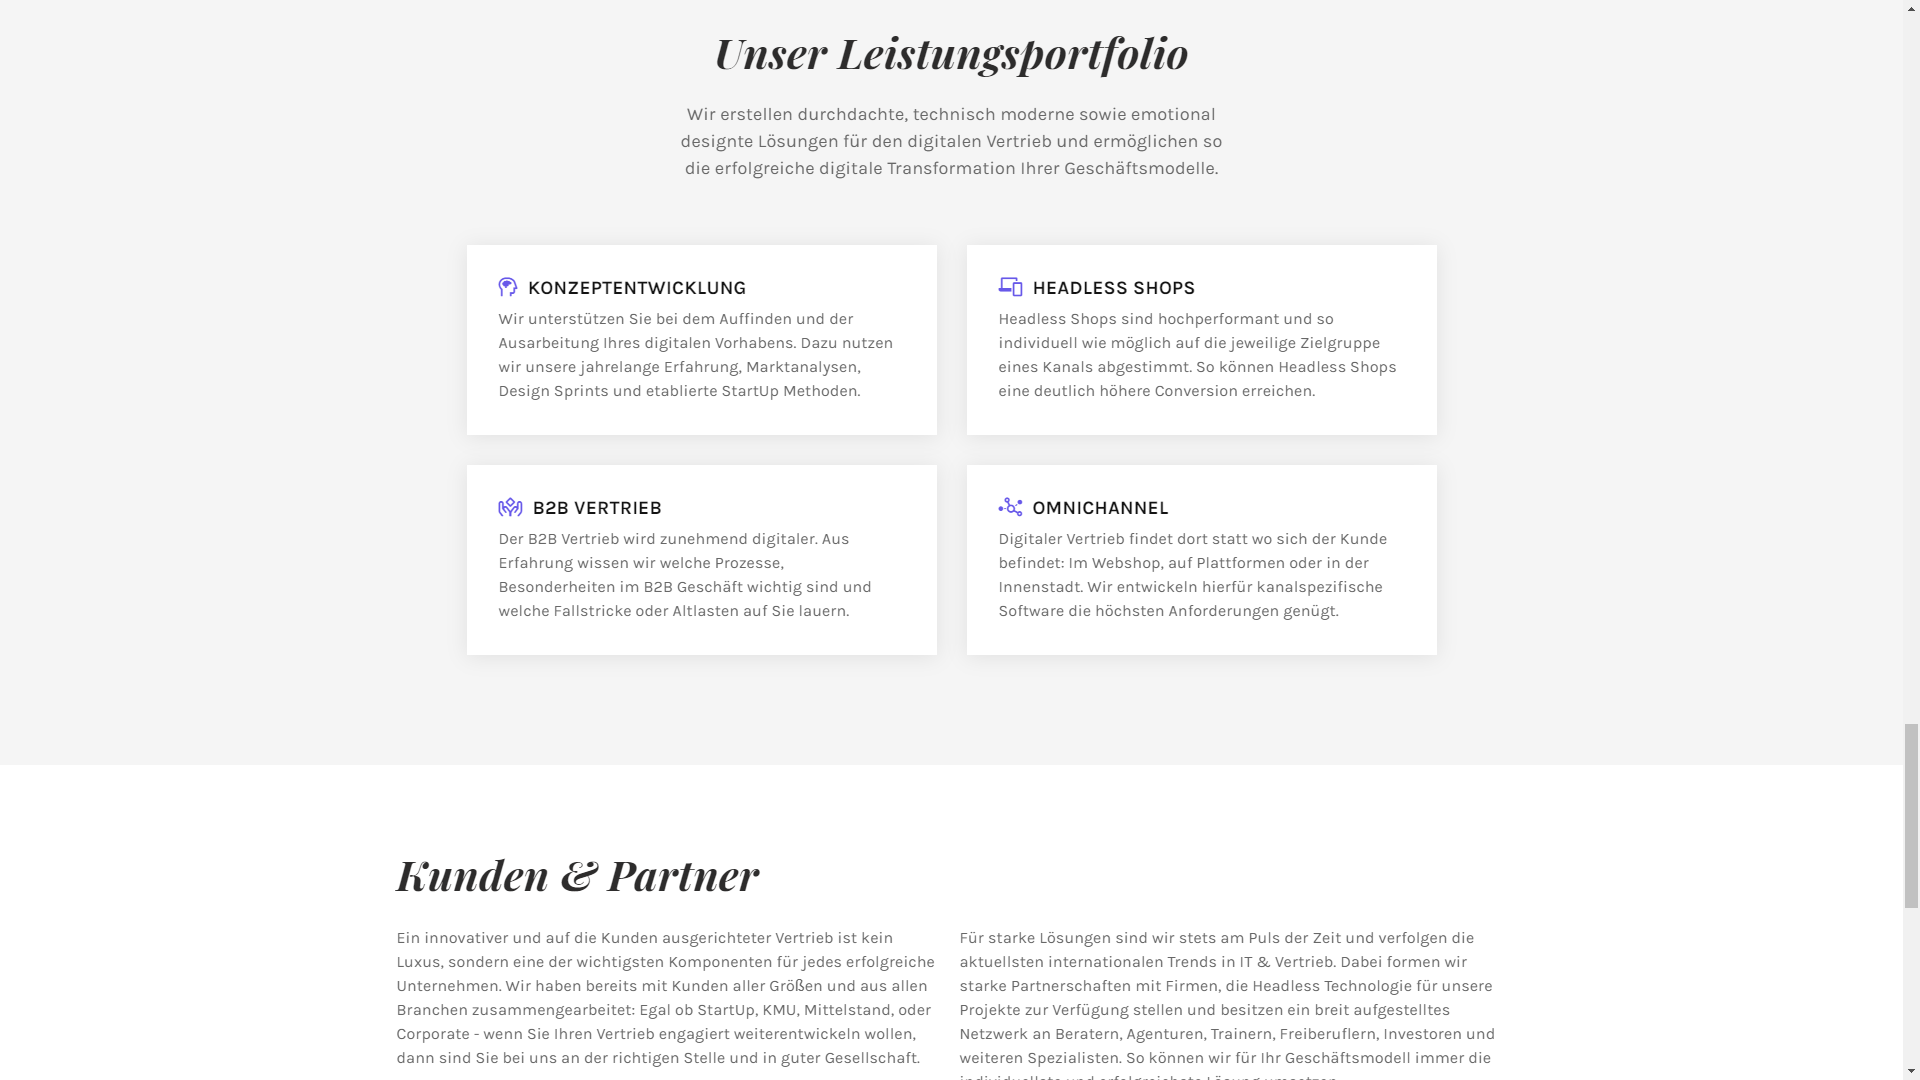 Unser Leistungsportfolio
Wir erstellen durchdachte, technisch moderne sowie emotional
designte Lösungen für den digitalen Vertrieb und ermöglichen so
die erfolgreiche digitale Transformation Ihrer Geschäftsmodelle.
KONZEPTENTWICKLUNG
Wir unterstützen Sie bei dem Auffinden und der
Ausarbeitung Ihres digitalen Vorhabens. Dazu nutzen
wir unsere jahrelange Erfahrung, Marktanalysen,
Design Sprints und etablierte StartUp Methoden.
HEADLESS SHOPS
Headless Shops sind hochperformant und so
individuell wie möglich auf die jeweilige Zielgruppe
eines Kanals abgestimmt. So können Headless Shops
eine deutlich höhere Conversion erreichen.
B2B VERTRIEB
Der B2B Vertrieb wird zunehmend digitaler. Aus
Erfahrung wissen wir welche Prozesse,
Besonderheiten im B2B Geschäft wichtig sind und
welche Fallstricke oder Altlasten auf Sie lauern.
OMNICHANNEL
Digitaler Vertrieb findet dort statt wo sich der Kunde
befindet: Im Webshop, auf Plattformen oder in der
Innenstadt. Wir entwickeln hierfür kanalspezifische
Software die höchsten Anforderungen genügt.
Kunden & Partner
Ein innovativer und auf die Kunden ausgerichteter Vertrieb ist kein
Luxus, sondern eine der wichtigsten Komponenten für jedes erfolgreiche
Unternehmen. Wir haben bereits mit Kunden aller Größen und aus allen
Branchen zusammengearbeitet: Egal ob StartUp, KMU, Mittelstand, oder
Corporate - wenn Sie Ihren Vertrieb engagiert weiterentwickeln wollen,
dann sind Sie bei uns an der richtigen Stelle und in guter Gesellschaft.
Für starke Lösungen sind wir stets am Puls der Zeit und verfolgen die
aktuellsten internationalen Trends in IT & Vertrieb. Dabei formen wir
starke Partnerschaften mit Firmen, die Headless Technologie für unsere
Projekte zur Verfügung stellen und besitzen ein breit aufgestelltes
Netzwerk an Beratern, Agenturen, Trainern, Freiberuflern, Investoren und
weiteren Spezialisten. So können wir für Ihr Geschäftsmodell immer die